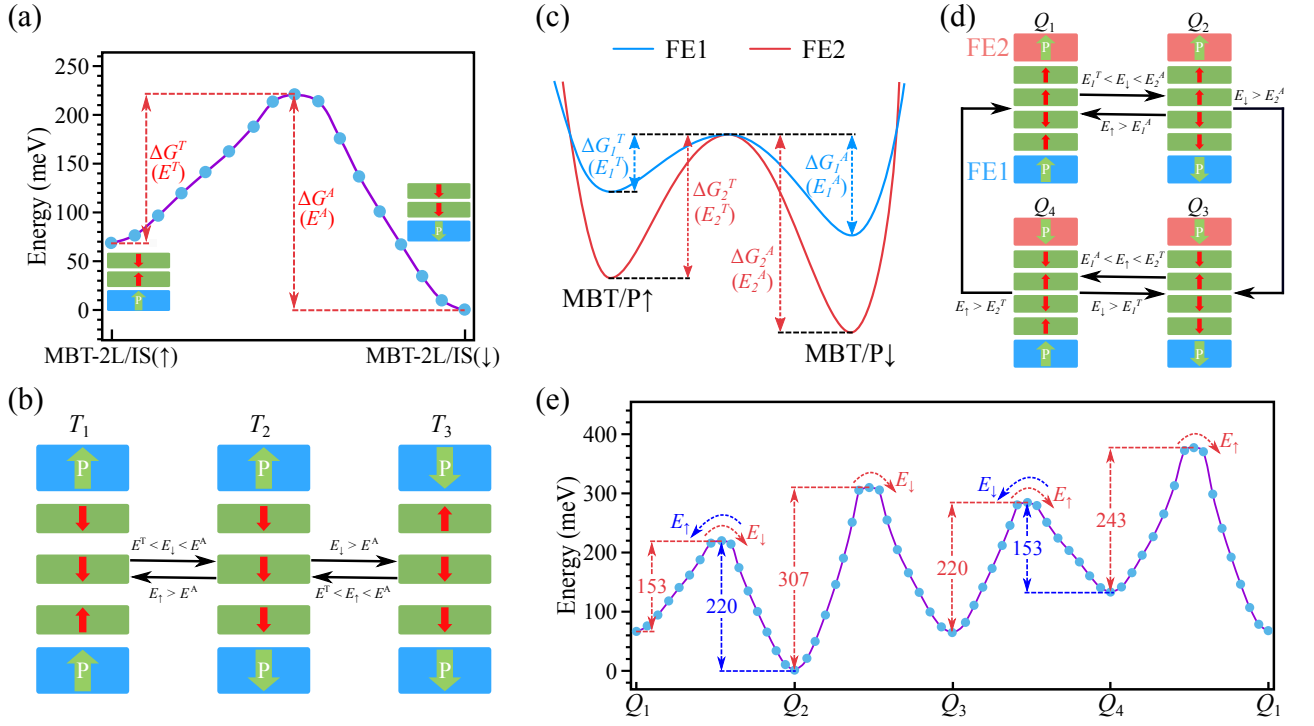 (a)
Energy (meV)
250
200
150
100
50
0
ΔG^T
(E^T)
ΔG^A
(E^A)
P
P
MBT-2L/IS(↑)
MBT-2L/IS(↓)
(b)
T₁
T₂
T₃
P
P
P
E^T < E↓ < E^A
E↓ > E^A
E↑ > E^A
E^T < E↑ < E^A
P
P
P
(c)
FE1
FE2
ΔG₁^T
(E₁^T)
ΔG₂^T
(E₂^T)
ΔG₁^A
(E₁^A)
ΔG₂^A
(E₂^A)
MBT/P↑
MBT/P↓
(d)
Q₁
Q₂
FE2
P
P
E₁^T < E↓ < E₂^A
E↓ > E₂^A
E↑ > E₁^A
FE1
P
P
Q₄
Q₃
P
P
E₁^A < E↑ < E₂^T
E↑ > E₂^T
E↓ > E₁^T
P
P
(e)
Energy (meV)
400
300
200
100
0
153
E↑
E↓
220
307
E↓
220
E↓
E↑
153
243
E↑
Q₁
Q₂
Q₃
Q₄
Q₁